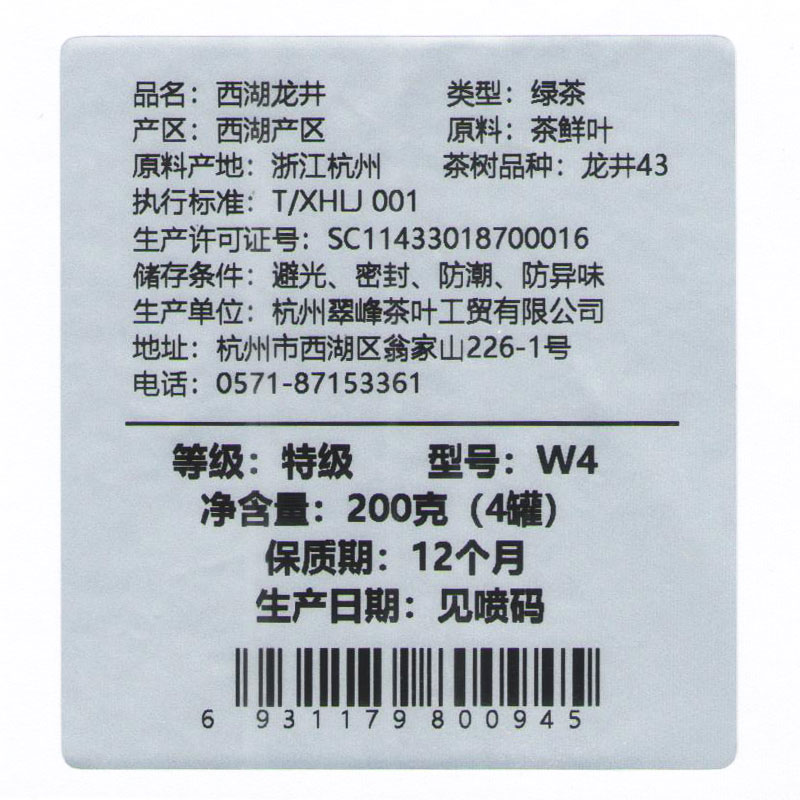 品名：西湖龙井 类型：绿茶
产区：西湖产区 原料：茶鲜叶
原料产地：浙江杭州 茶树品种：龙井43
执行标准：T/XHLJ 001
生产许可证号：SC11433018700016
储存条件：避光、密封、防潮、防异味
生产单位：杭州翠峰茶叶工贸有限公司
地址：杭州市西湖区翁家山226-1号
电话：0571-87153361
等级：特级 型号：W4
净含量：200克（4罐）
保质期：12个月
生产日期：见喷码
6 931179 800945